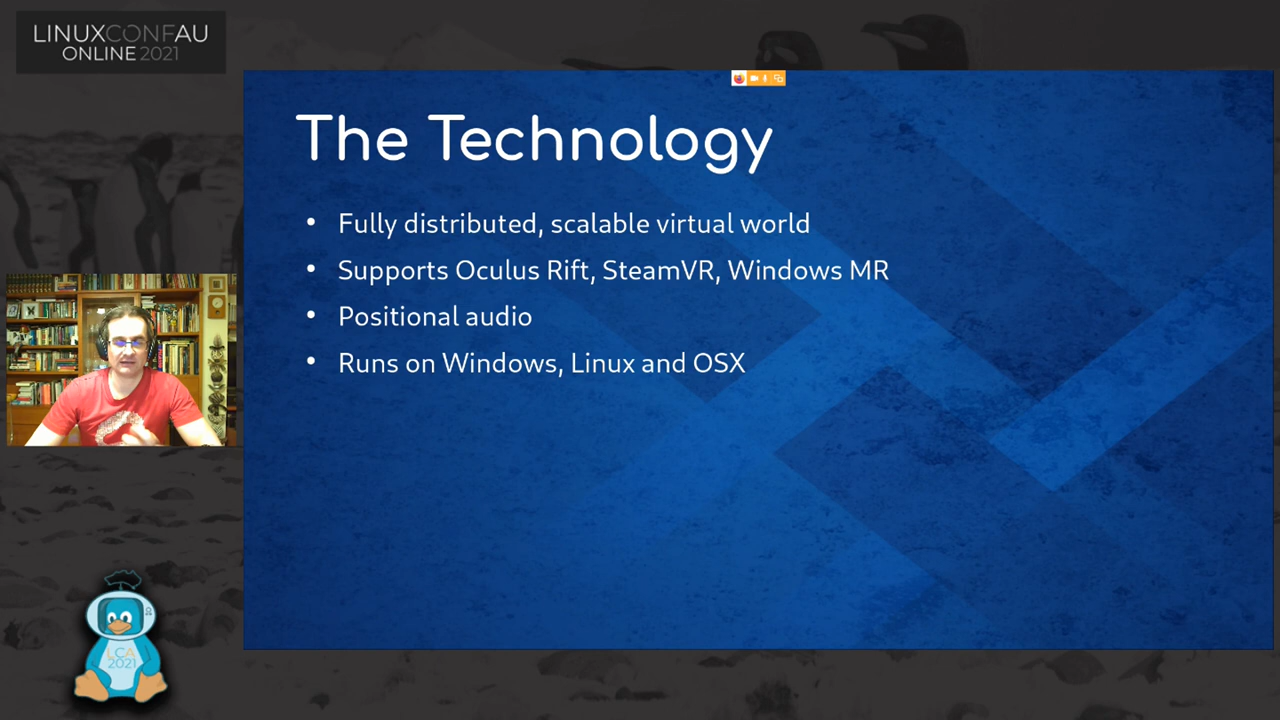 LINUXCONFAU
ONLINE 2021
The Technology
• Fully distributed, scalable virtual world
• Supports Oculus Rift, SteamVR, Windows MR
• Positional audio
• Runs on Windows, Linux and OSX
LCA
2021